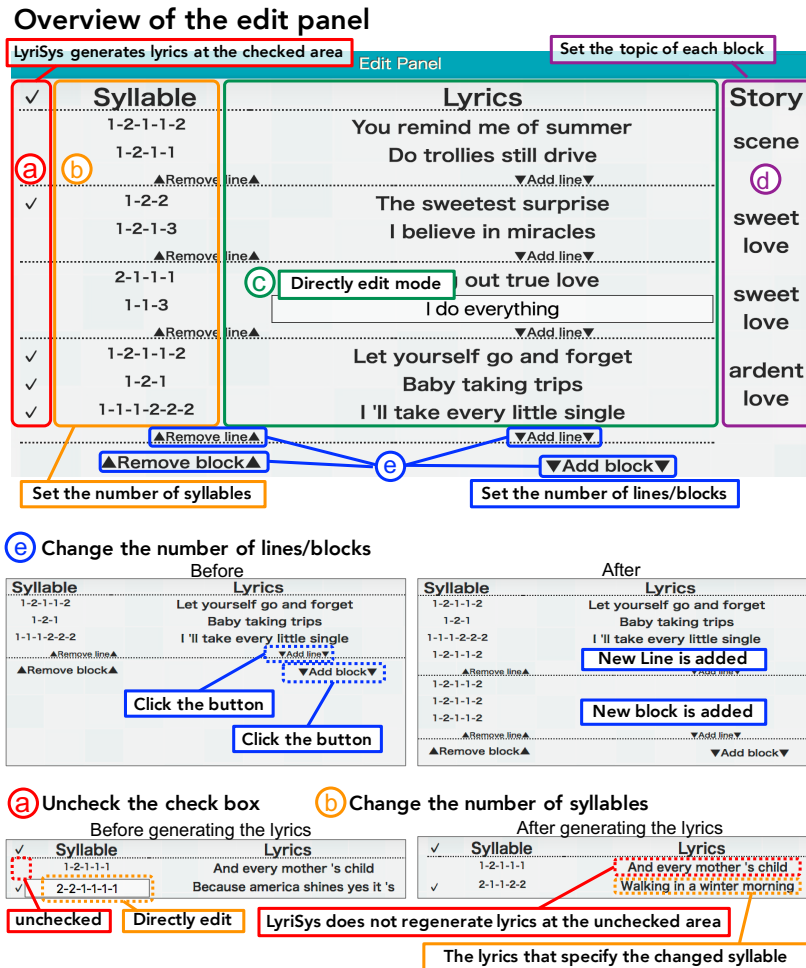 Overview of the edit panel
LyriSys generates lyrics at the checked area
Set the topic of each block
Edit Panel
✓ Syllable Lyrics Story
1-2-1-1-2 You remind me of summer
1-2-1-1 Do trollies still drive
scene
a b d
▲Remove line▲ ▼Add line▼
✓ 1-2-2 The sweetest surprise
1-2-1-3 I believe in miracles
sweet
love
▲Remove line▲ ▼Add line▼
2-1-1-1 out true love
c Directly edit mode
1-1-3 I do everything
sweet
love
▲Remove line▲ ▼Add line▼
✓ 1-2-1-1-2 Let yourself go and forget
✓ 1-2-1 Baby taking trips
✓ 1-1-1-2-2-2 I 'll take every little single
ardent
love
▲Remove line▲ ▼Add line▼
▲Remove block▲ e ▼Add block▼
Set the number of syllables Set the number of lines/blocks
e Change the number of lines/blocks
Before After
Syllable Lyrics
1-2-1-1-2 Let yourself go and forget
1-2-1 Baby taking trips
1-1-1-2-2-2 I 'll take every little single
▲Remove line▲ ▼Add line▼
▲Remove block▲ ▼Add block▼
Click the button
Click the button
Syllable Lyrics
1-2-1-1-2 Let yourself go and forget
1-2-1 Baby taking trips
1-1-1-2-2-2 I 'll take every little single
1-2-1-1-2 New Line is added
▲Remove line▲ ▼Add line▼
1-2-1-1-2
1-2-1-1-2 New block is added
1-2-1-1-2
▲Remove line▲ ▼Add line▼
▲Remove block▲ ▼Add block▼
a Uncheck the check box b Change the number of syllables
Before generating the lyrics After generating the lyrics
✓ Syllable Lyrics
1-2-1-1-1 And every mother 's child
✓ 2-2-1-1-1-1 Because america shines yes it 's
unchecked Directly edit
✓ Syllable Lyrics
1-2-1-1-1 And every mother 's child
✓ 2-1-1-2-2 Walking in a winter morning
LyriSys does not regenerate lyrics at the unchecked area
The lyrics that specify the changed syllable